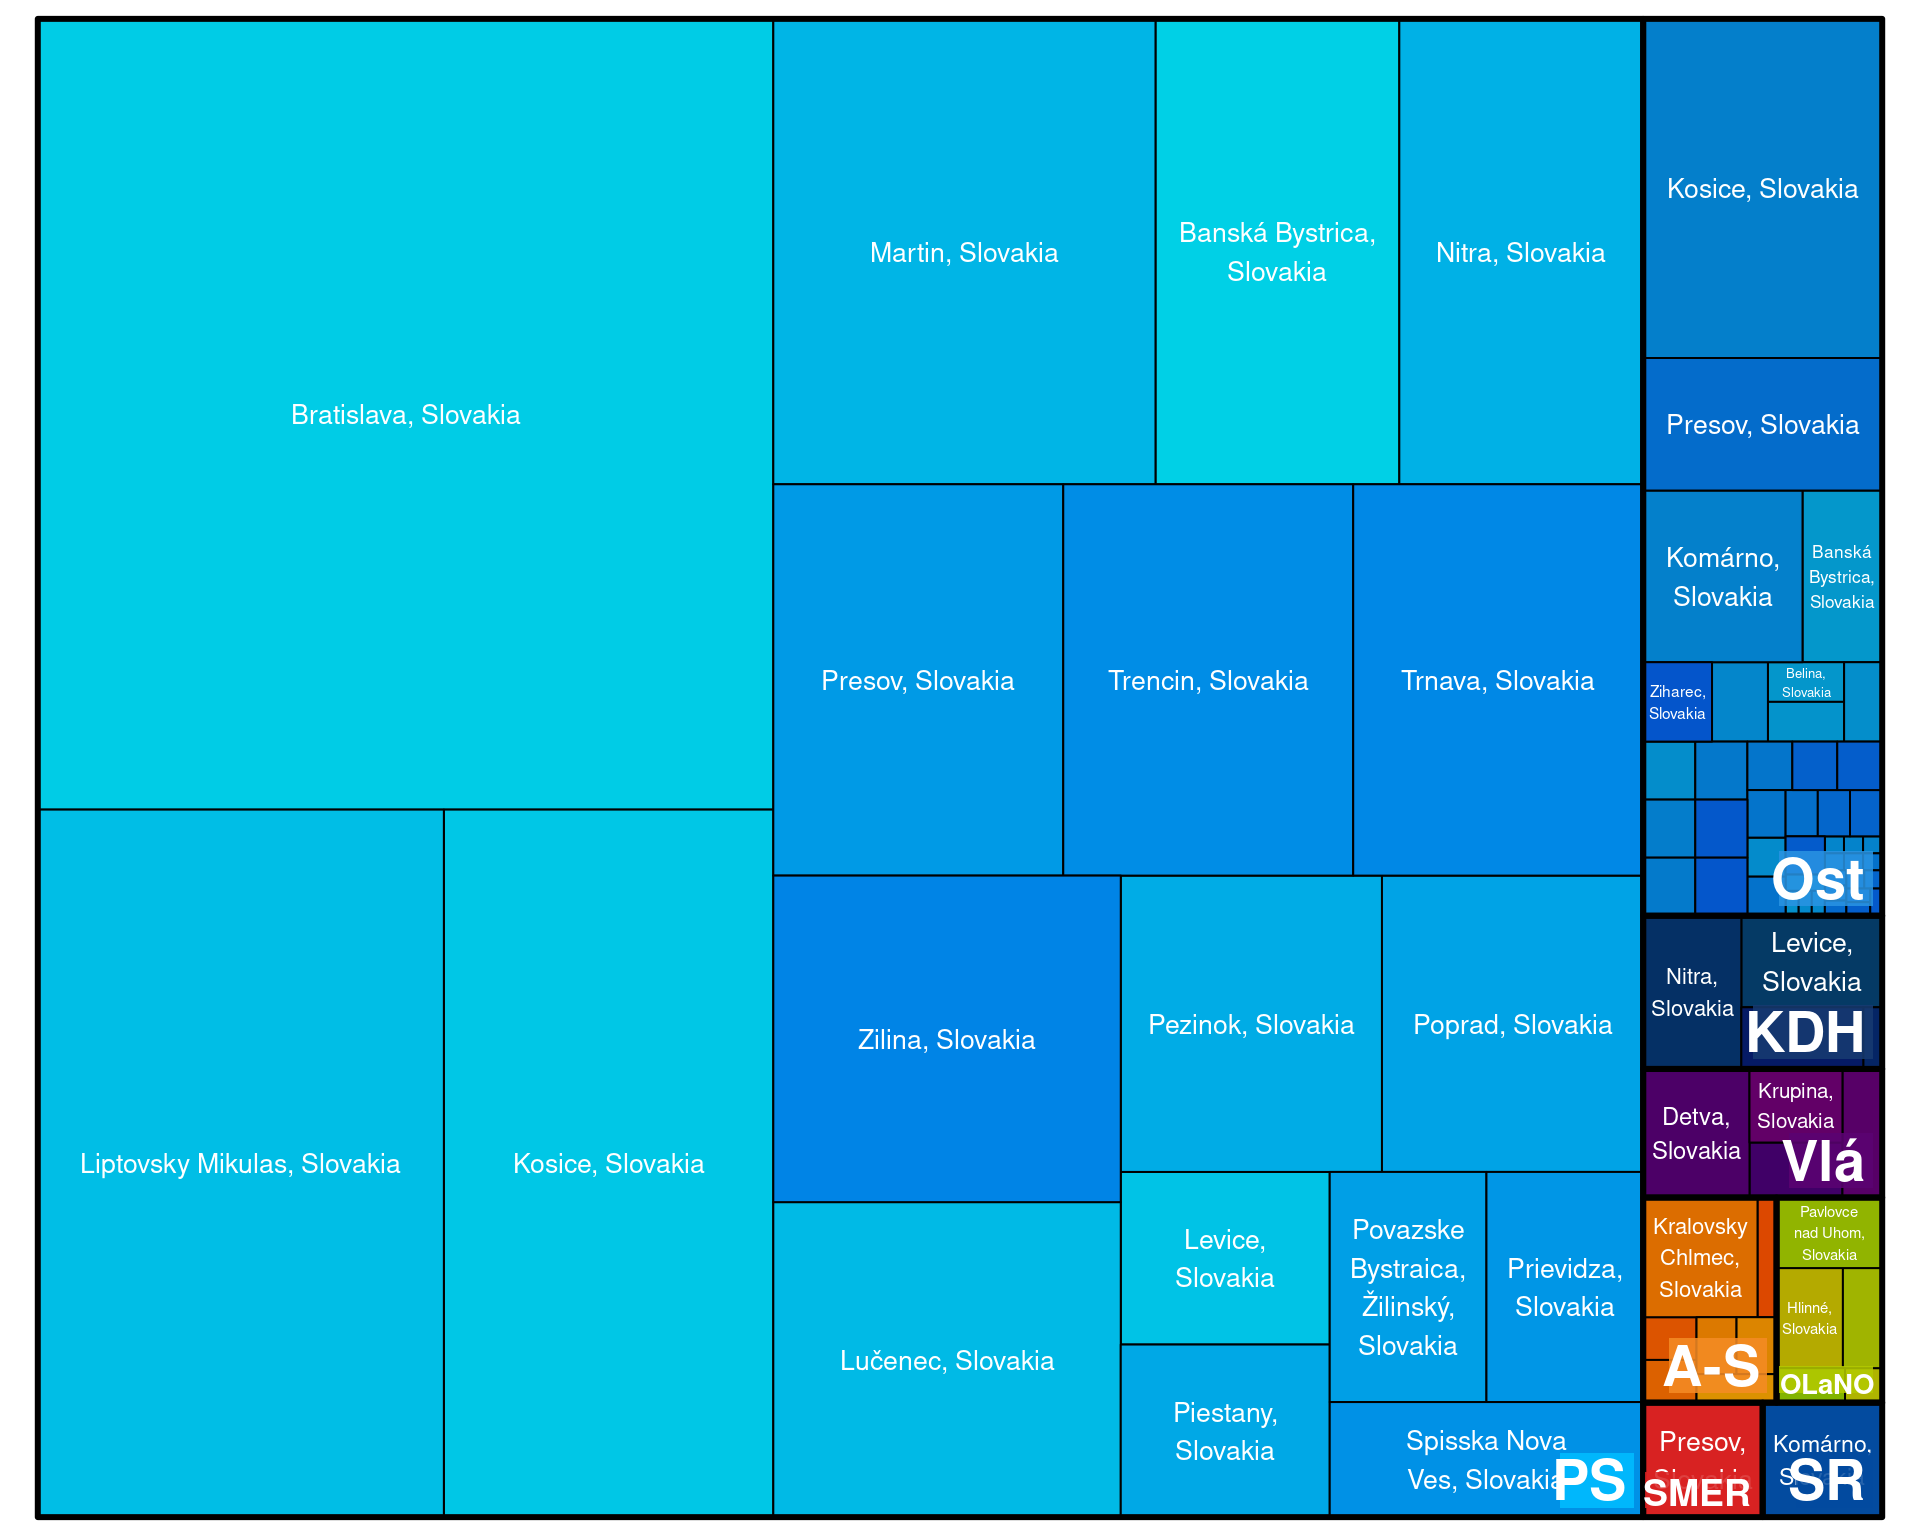 Bratislava, Slovakia
Liptovsky Mikulas, Slovakia
Kosice, Slovakia
Martin, Slovakia
Banská Bystrica,
Slovakia
Nitra, Slovakia
Presov, Slovakia
Trencin, Slovakia
Trnava, Slovakia
Zilina, Slovakia
Lučenec, Slovakia
Pezinok, Slovakia
Poprad, Slovakia
Levice,
Slovakia
Piestany,
Slovakia
Povazske
Bystraica,
Žilinský,
Slovakia
Prievidza,
Slovakia
Spisska Nova
Ves, Slovakia
PS
Kosice, Slovakia
Presov, Slovakia
Komárno,
Slovakia
Banská
Bystrica,
Slovakia
Ziharec,
Slovakia
Belina,
Slovakia
Ost
Nitra,
Slovakia
Levice,
Slovakia
KDH
Detva,
Slovakia
Krupina,
Slovakia
Vlá
Kralovsky
Chlmec,
Slovakia
A-S
Pavlovce
nad Uhom,
Slovakia
Hlinné,
Slovakia
OLaNO
Presov,
Slovakia
SMER
Komárno,
SR